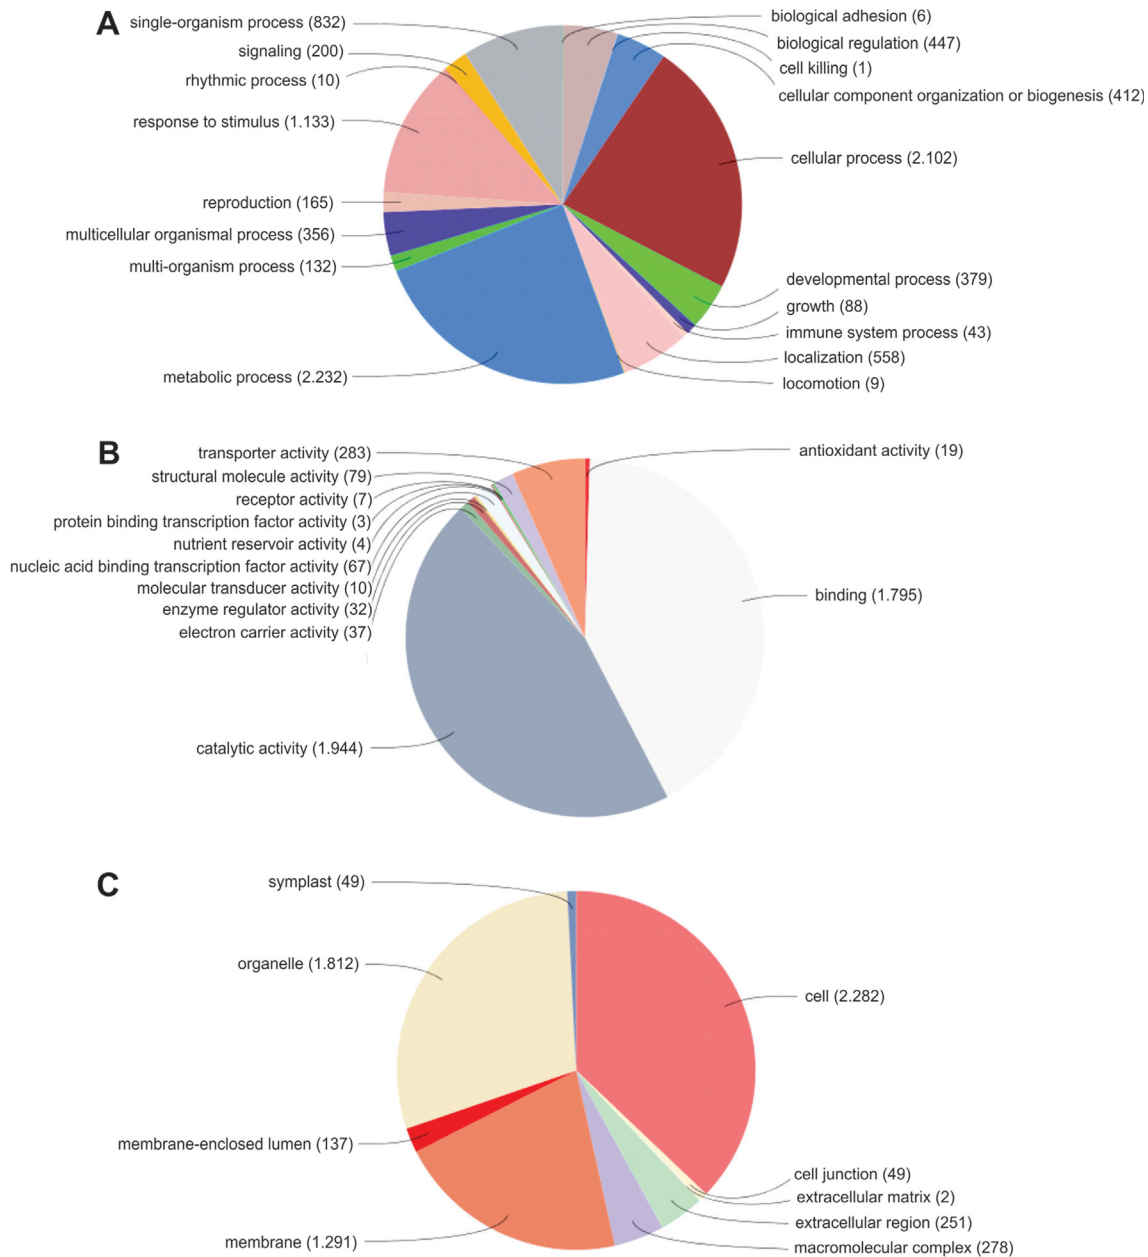 A
single-organism process (832)
signaling (200)
rhythmic process (10)
response to stimulus (1.133)
reproduction (165)
multicellular organismal process (356)
multi-organism process (132)
metabolic process (2.232)
biological adhesion (6)
biological regulation (447)
cell killing (1)
cellular component organization or biogenesis (412)
cellular process (2.102)
developmental process (379)
growth (88)
immune system process (43)
localization (558)
locomotion (9)
B
transporter activity (283)
structural molecule activity (79)
receptor activity (7)
protein binding transcription factor activity (3)
nutrient reservoir activity (4)
nucleic acid binding transcription factor activity (67)
molecular transducer activity (10)
enzyme regulator activity (32)
electron carrier activity (37)
catalytic activity (1.944)
antioxidant activity (19)
binding (1.795)
C
symplast (49)
organelle (1.812)
membrane-enclosed lumen (137)
membrane (1.291)
cell (2.282)
cell junction (49)
extracellular matrix (2)
extracellular region (251)
macromolecular complex (278)